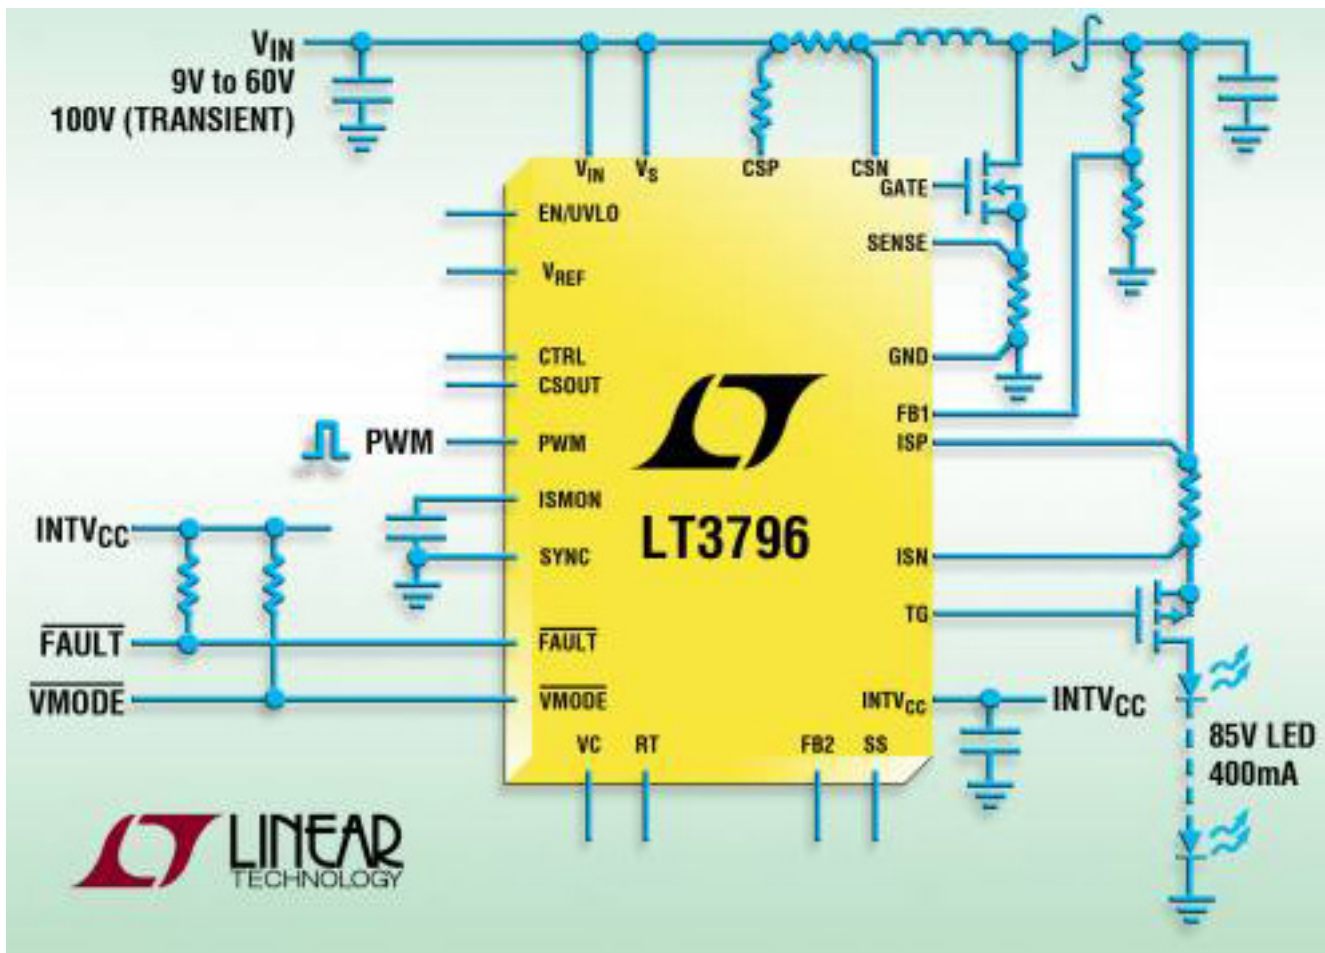 VIN
9V to 60V
100V (TRANSIENT)
VIN
VS
CSP
CSN
GATE
EN/UVLO
SENSE
VREF
CTRL
GND
CSOUT
FB1
PWM
PWM
ISP
ISMON
INTVCC
LT3796
SYNC
ISN
TG
FAULT
FAULT
VMODE
VMODE
INTVCC
INTVCC
VC
RT
FB2
SS
85V LED
400mA
LINEAR
TECHNOLOGY